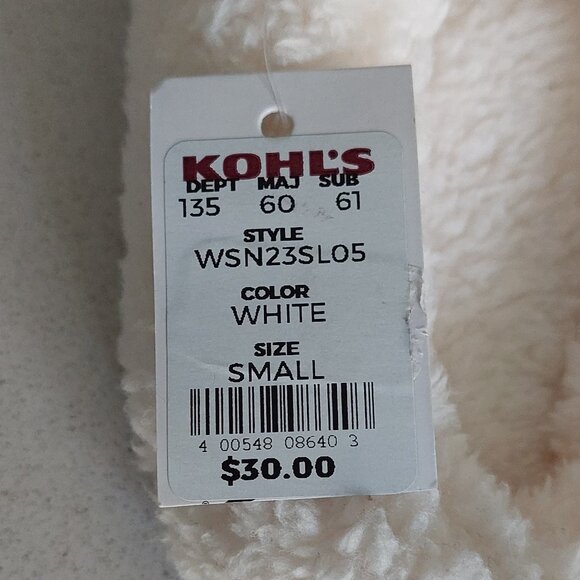 KOHL'S
DEPT MAJ SUB
135 60 61
STYLE
WSN23SL05
COLOR
WHITE
SIZE
SMALL
4 00548 08640 3
$30.00